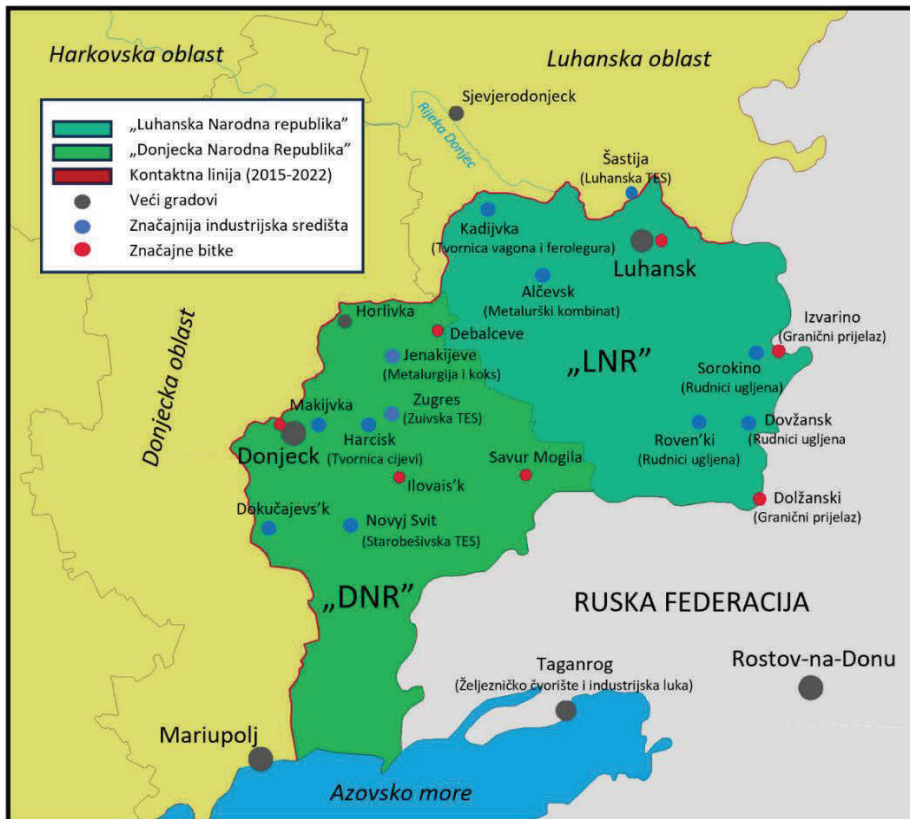 Harkovska oblast
Luhanska oblast
„Luhanska Narodna republika”
„Donjecka Narodna Republika”
Kontaktna linija (2015-2022)
Veći gradovi
Značajnija industrijska središta
Značajne bitke
Sjevjerodonjeck
Rijeka Donjec
Šastija
(Luhanska TES)
Kadijvka
(Tvornica vagona i ferolegura)
Luhansk
Alčevsk
(Metalurški kombinat)
Horlivka
Debalceve
Izvarino
(Granični prijelaz)
Jenakijeve
(Metalurgija i koks)
„LNR”
Sorokino
(Rudnici ugljena)
Donjecka oblast
Zugres
(Zuivska TES)
Makijvka
Donjeck
Harcisk
(Tvornica cijevi)
Roven’ki
(Rudnici ugljena)
Dovžansk
(Rudnici ugljena
Savur Mogila
Ilovais’k
Dolžanski
(Granični prijelaz)
Dokučajevs’k
Novyj Svit
(Starobešivska TES)
„DNR”
RUSKA FEDERACIJA
Taganrog
(Željezničko čvorište i industrijska luka)
Rostov-na-Donu
Mariupolj
Azovsko more